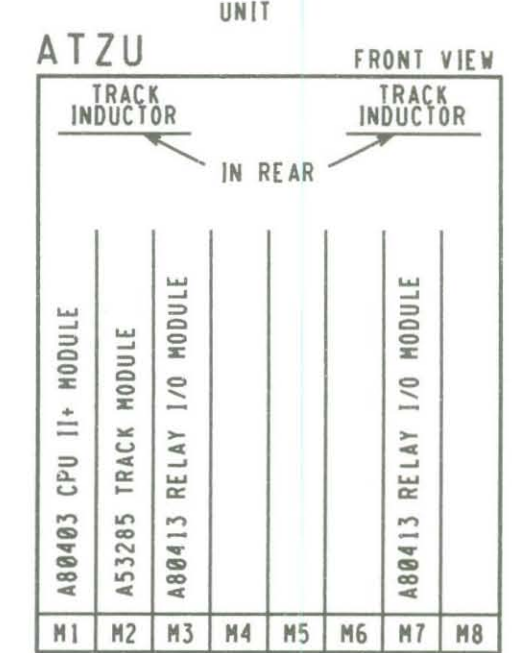 UNIT
ATZU
FRONT VIEW
TRACK
INDUCTOR
TRACK
INDUCTOR
IN REAR
A80403 CPU II+ MODULE
A53285 TRACK MODULE
A80413 RELAY I/O MODULE
A80413 RELAY I/O MODULE
M1 M2 M3 M4 M5 M6 M7 M8